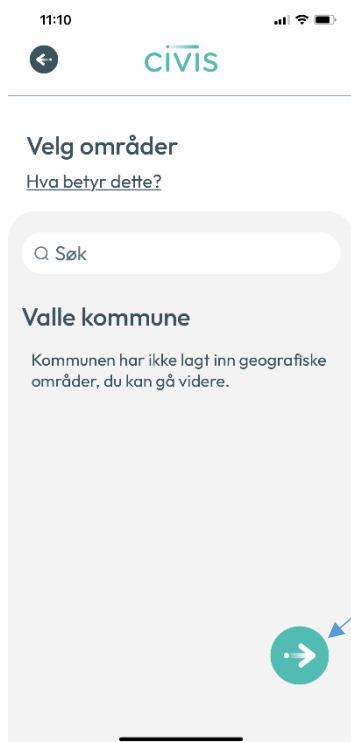 11:10
civis
Velg områder
Hva betyr dette?
Søk
Valle kommune
Kommunen har ikke lagt inn geografiske
områder, du kan gå videre.